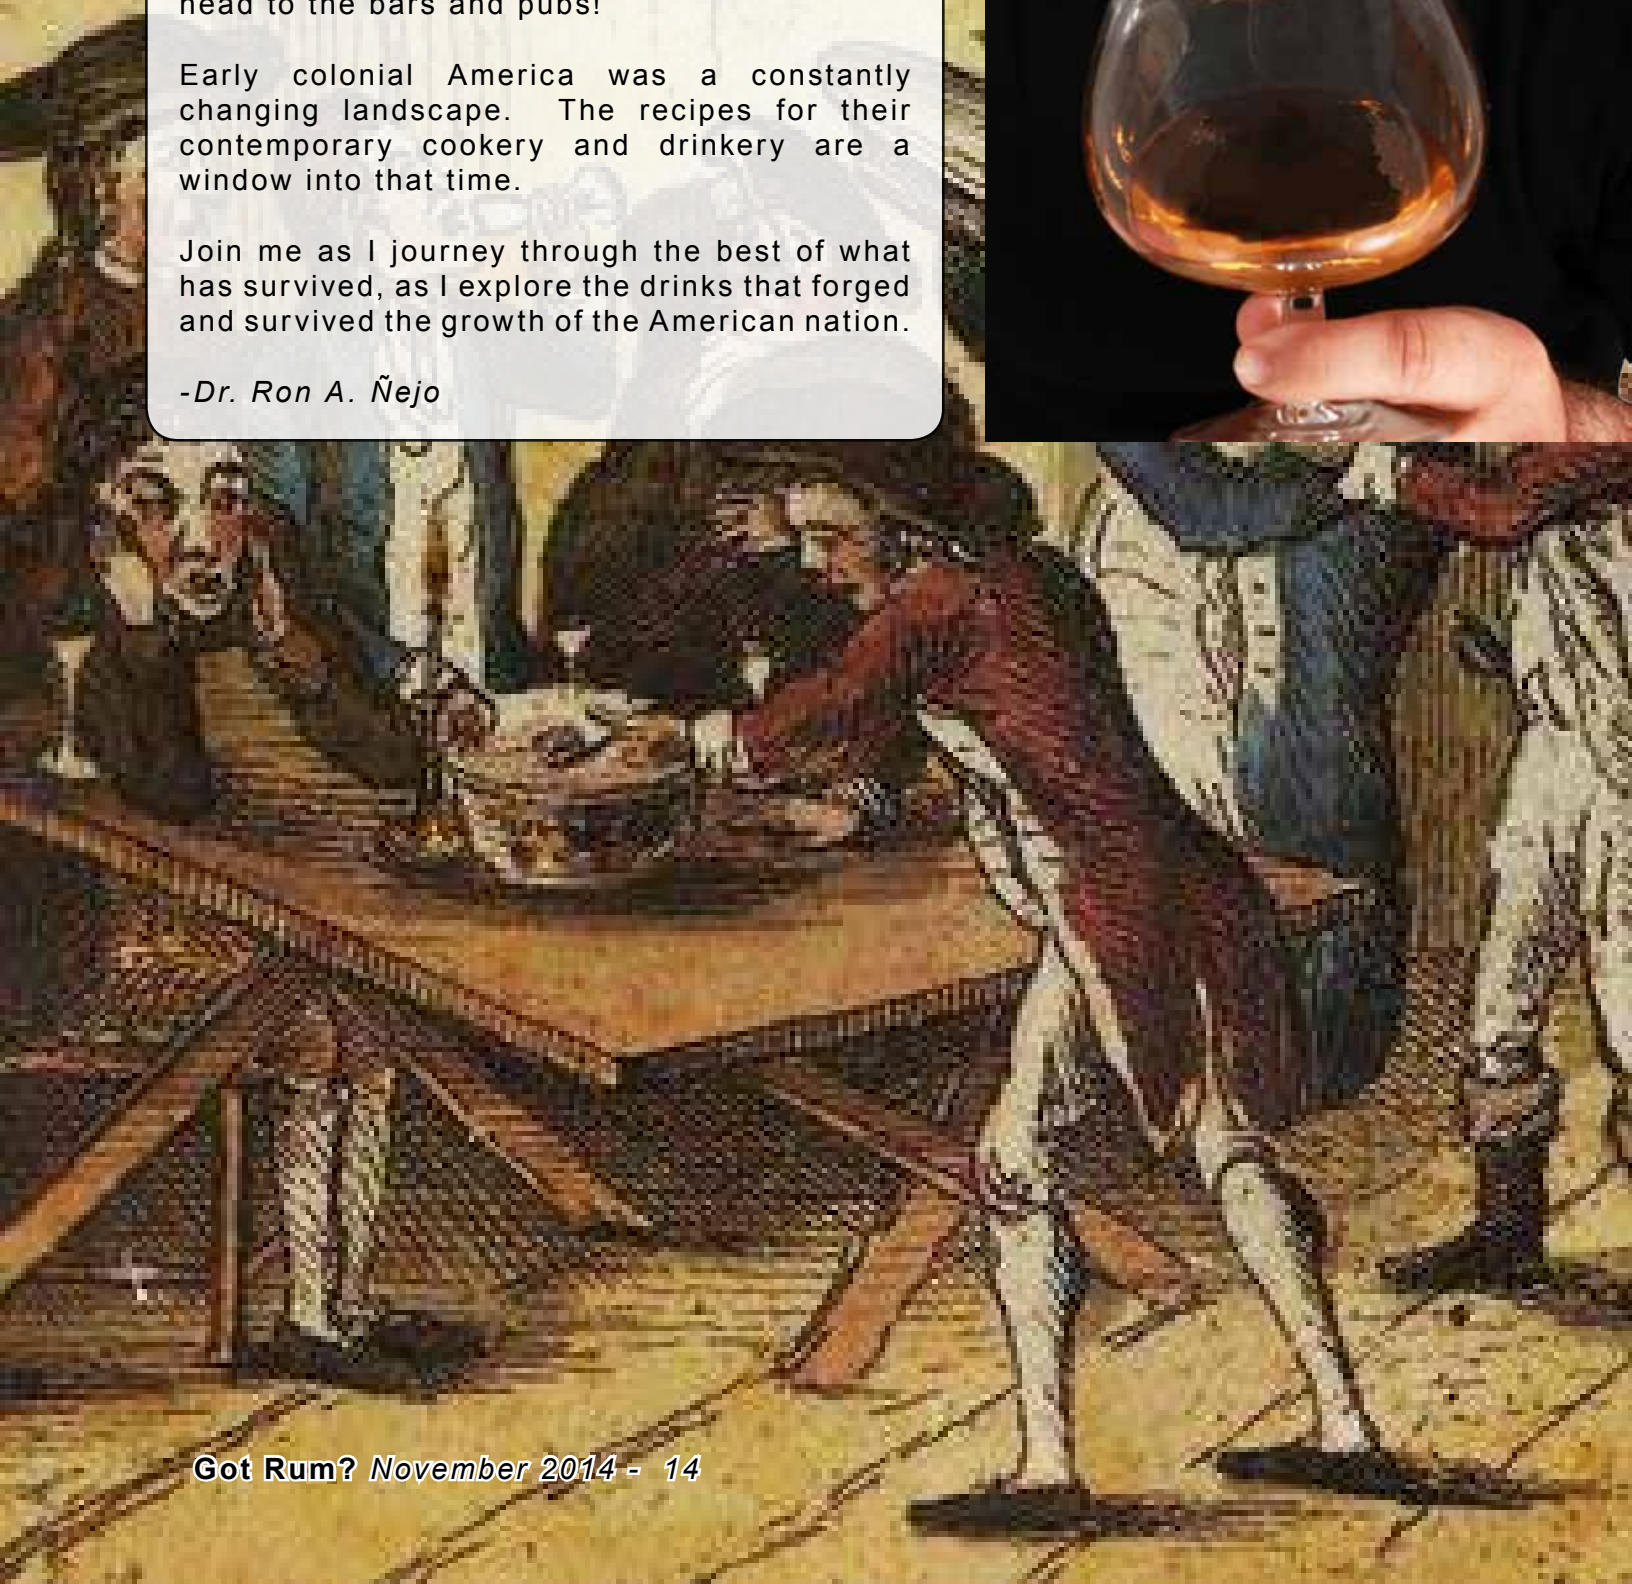 head to the bars and pubs!
Early colonial America was a constantly
changing landscape. The recipes for their
contemporary cookery and drinkery are a
window into that time.
Join me as I journey through the best of what
has survived, as I explore the drinks that forged
and survived the growth of the American nation.
-Dr. Ron A. Ñejo
Got Rum? November 2014 - 14